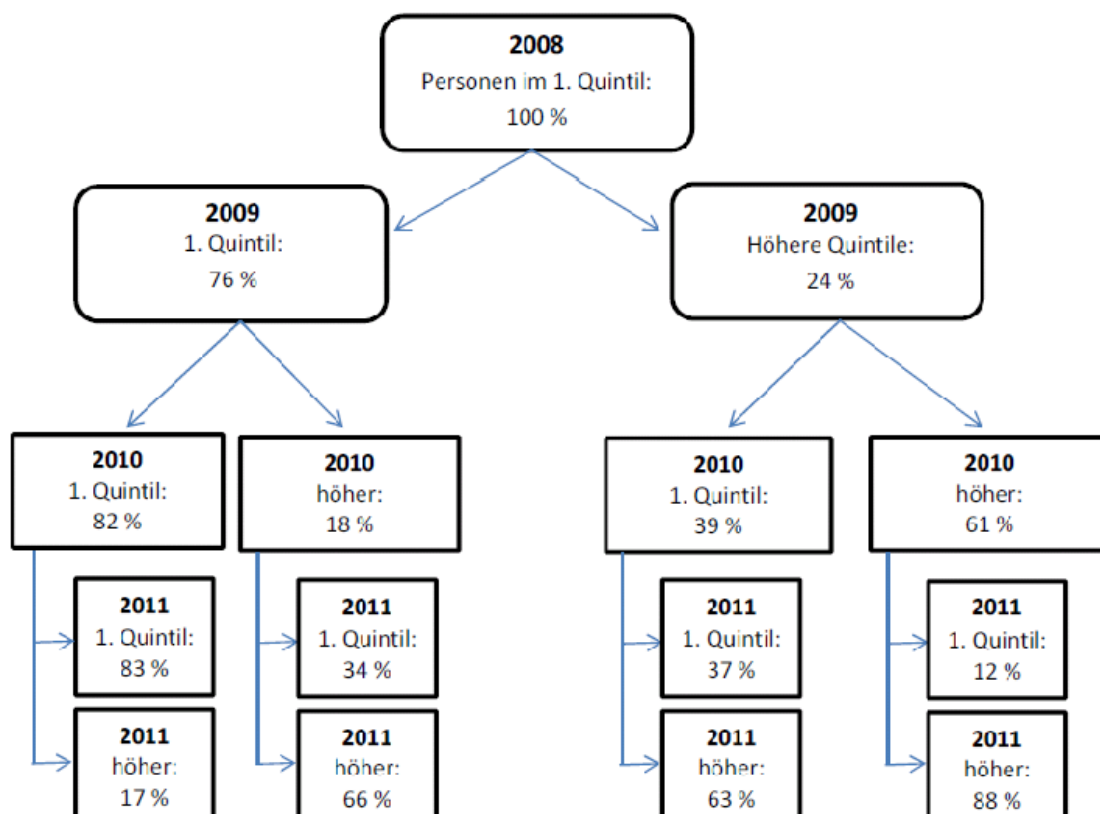 2008
Personen im 1. Quintil:
100 %
2009
1. Quintil:
76 %
2009
Höhere Quintile:
24 %
2010
1. Quintil:
82 %
2010
höher:
18 %
2010
1. Quintil:
39 %
2010
höher:
61 %
2011
1. Quintil:
83 %
2011
1. Quintil:
34 %
2011
1. Quintil:
37 %
2011
1. Quintil:
12 %
2011
höher:
17 %
2011
höher:
66 %
2011
höher:
63 %
2011
höher:
88 %